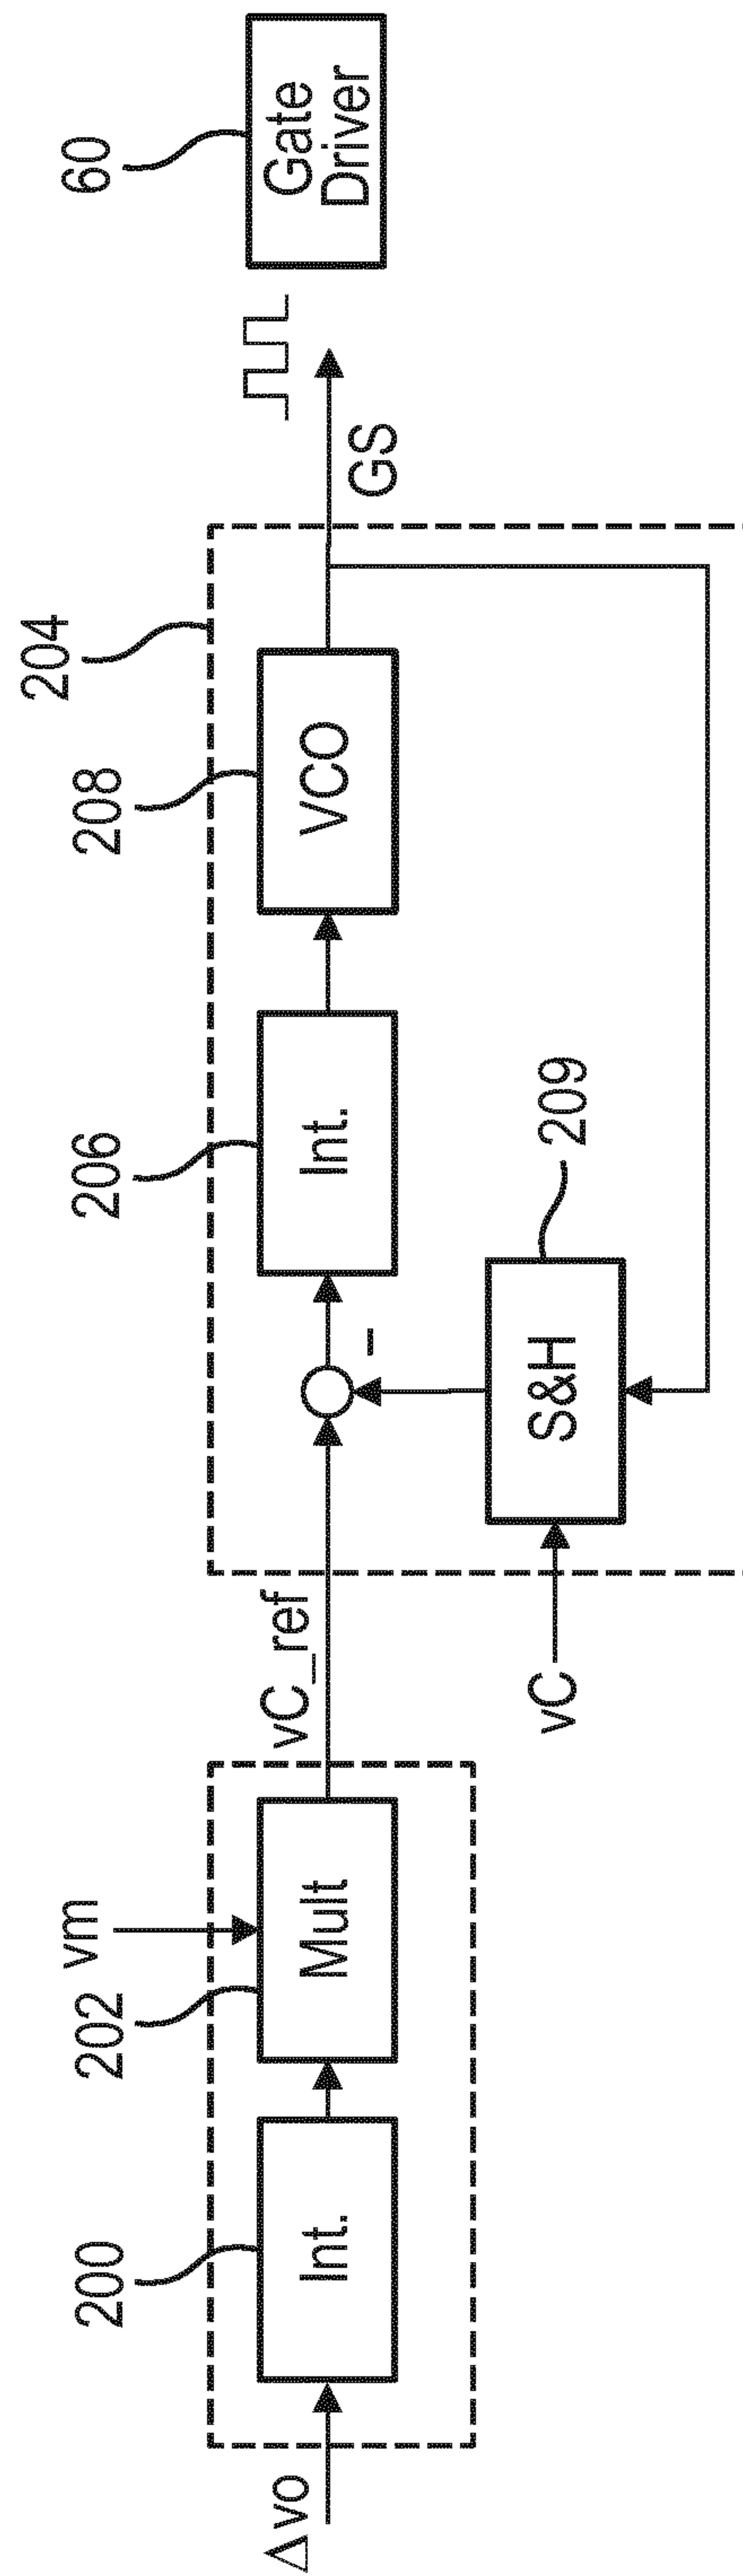 Δvo
200
Int.
202
vm
Mult
vC_ref
vC
S&H
209
–
206
Int.
208
VCO
204
GS
60
Gate
Driver